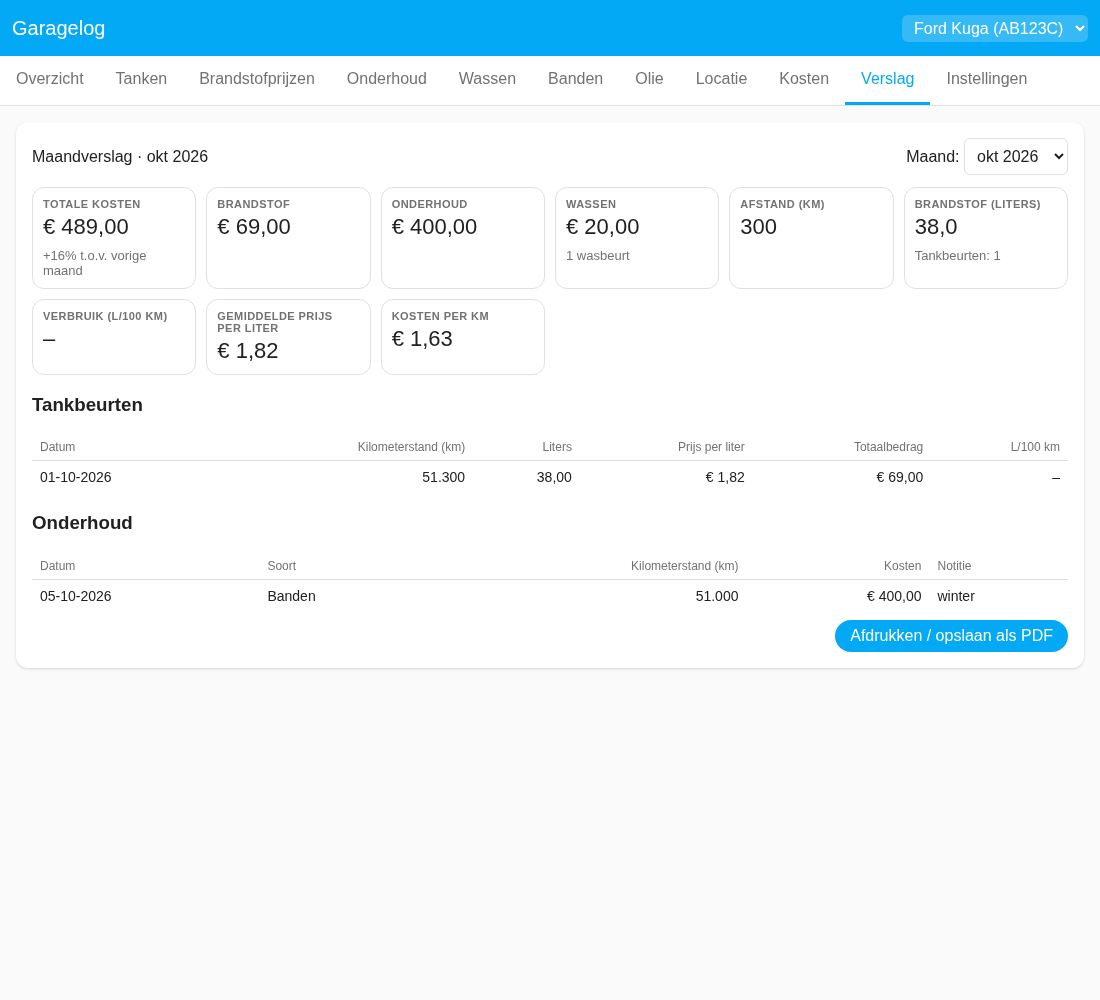 Garagelog
Ford Kuga (AB123C)
Overzicht Tanken Brandstofprijzen Onderhoud Wassen Banden Olie Locatie Kosten Verslag Instellingen
Maandverslag · okt 2026
Maand: okt 2026
TOTALE KOSTEN
€ 489,00
+16% t.o.v. vorige
maand
BRANDSTOF
€ 69,00
ONDERHOUD
€ 400,00
WASSEN
€ 20,00
1 wasbeurt
AFSTAND (KM)
300
BRANDSTOF (LITERS)
38,0
Tankbeurten: 1
VERBRUIK (L/100 KM)
–
GEMIDDELDE PRIJS
PER LITER
€ 1,82
KOSTEN PER KM
€ 1,63
Tankbeurten
Datum Kilometerstand (km) Liters Prijs per liter Totaalbedrag L/100 km
01-10-2026 51.300 38,00 € 1,82 € 69,00 –
Onderhoud
Datum Soort Kilometerstand (km) Kosten Notitie
05-10-2026 Banden 51.000 € 400,00 winter
Afdrukken / opslaan als PDF